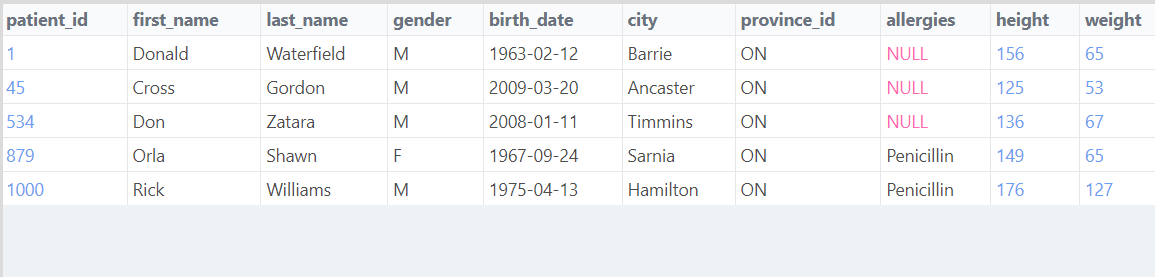 patient_id first_name last_name gender birth_date city province_id allergies height weight
1 Donald Waterfield M 1963-02-12 Barrie ON NULL 156 65
45 Cross Gordon M 2009-03-20 Ancaster ON NULL 125 53
534 Don Zatara M 2008-01-11 Timmins ON NULL 136 67
879 Orla Shawn F 1967-09-24 Sarnia ON Penicillin 149 65
1000 Rick Williams M 1975-04-13 Hamilton ON Penicillin 176 127